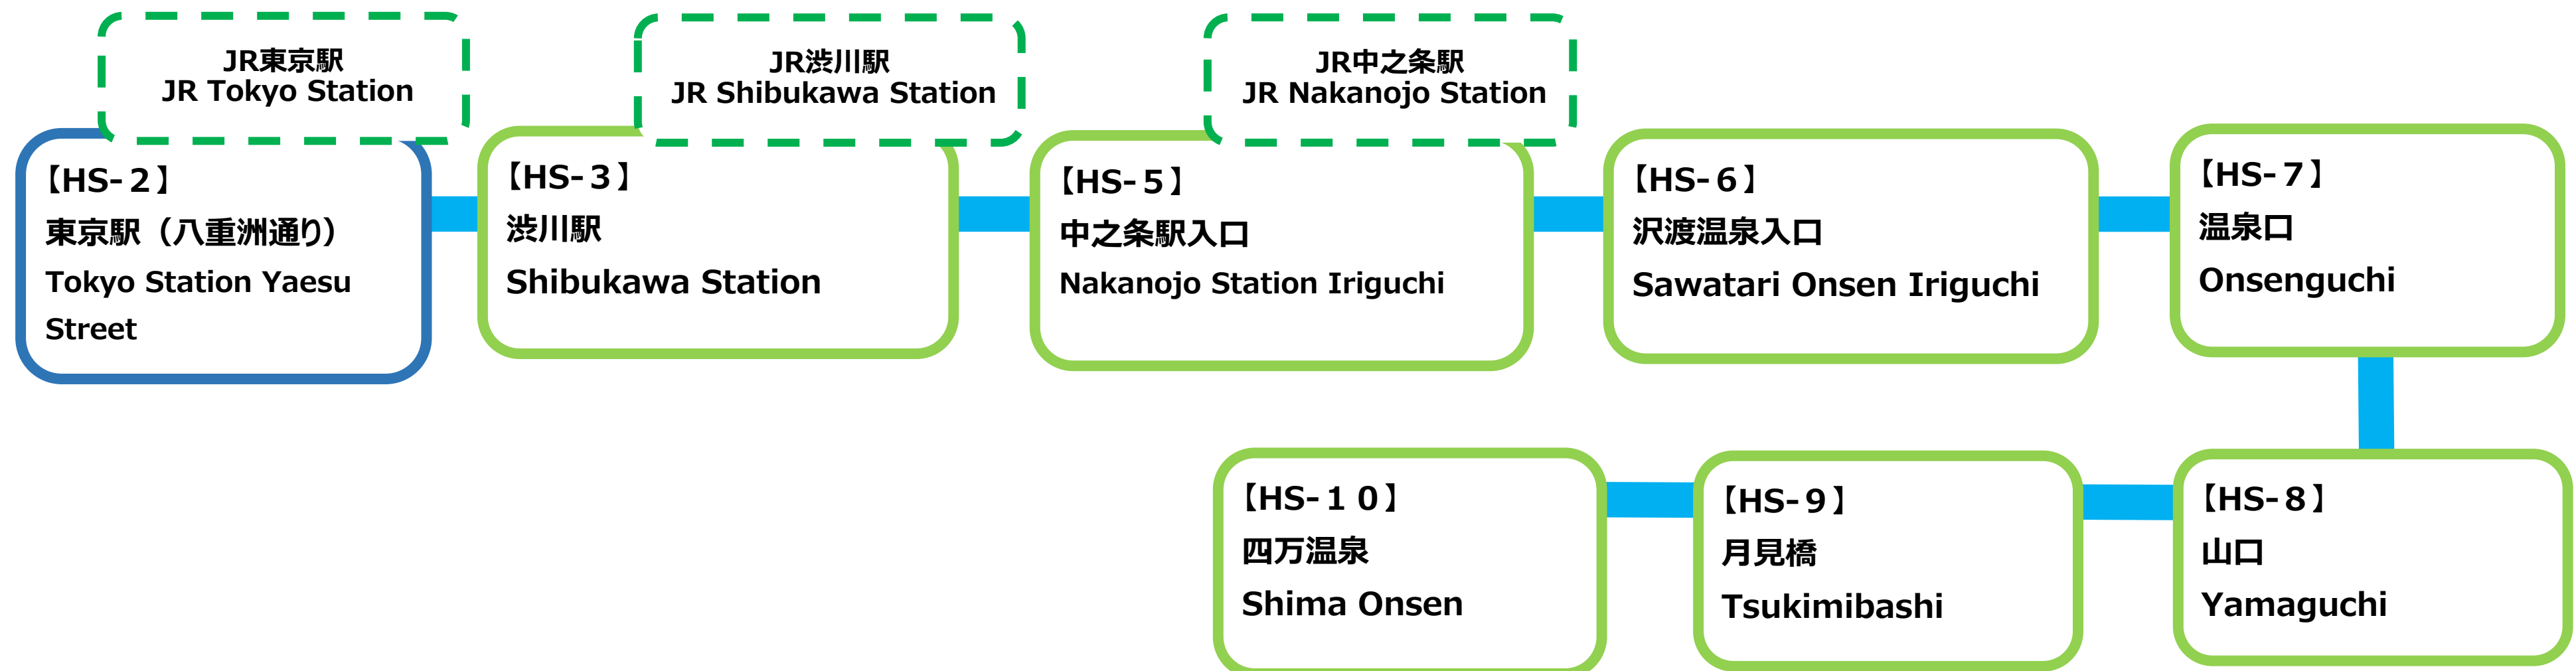 JR東京駅
JR Tokyo Station
JR渋川駅
JR Shibukawa Station
JR中之条駅
JR Nakanojo Station
【HS-２】
東京駅（八重洲通り）
Tokyo Station Yaesu
Street
【HS-３】
渋川駅
Shibukawa Station
【HS-５】
中之条駅入口
Nakanojo Station Iriguchi
【HS-６】
沢渡温泉入口
Sawatari Onsen Iriguchi
【HS-７】
温泉口
Onsenguchi
【HS-１０】
四万温泉
Shima Onsen
【HS-９】
月見橋
Tsukimibashi
【HS-８】
山口
Yamaguchi